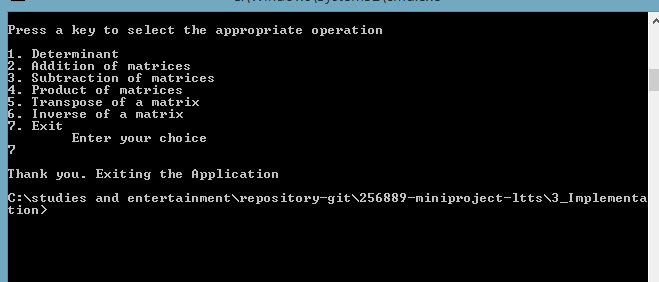 Press a key to select the appropriate operation
1. Determinant
2. Addition of matrices
3. Subtraction of matrices
4. Product of matrices
5. Transpose of a matrix
6. Inverse of a matrix
7. Exit
Enter your choice
7
Thank you. Exiting the Application
C:\studies and entertainment\repository-git\256889-miniproject-ltts\3_Implementa
tion>